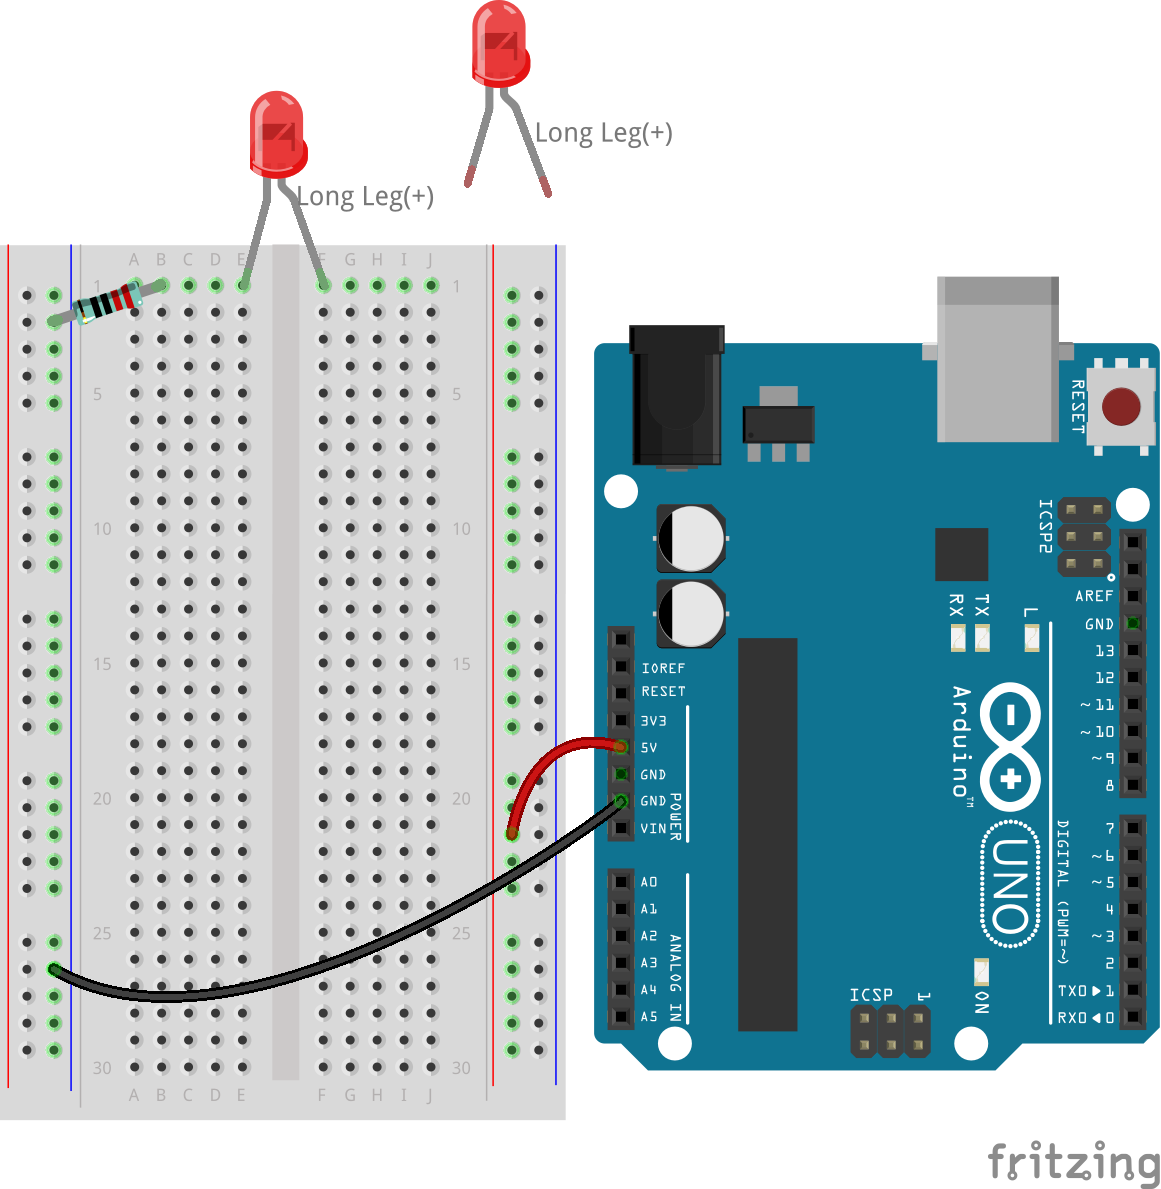 Long Leg(+)
Long Leg(+)
A B C D E F G H I J
1 1
5 5
10 10
15 15
20 20
25 25
30 30
A B C D E F G H I J
RESET
ICSP2
AREF
GND
13
12
~11
~10
~9
8
7
~6
~5
4
~3
2
TX0▶1
RX0◀0
DIGITAL (PWM=~)
RX
TX
L
Arduino™
UNO
ON
ICSP
1
IOREF
RESET
3V3
5V
GND
GND
VIN
POWER
A0
A1
A2
A3
A4
A5
ANALOG IN
fritzing